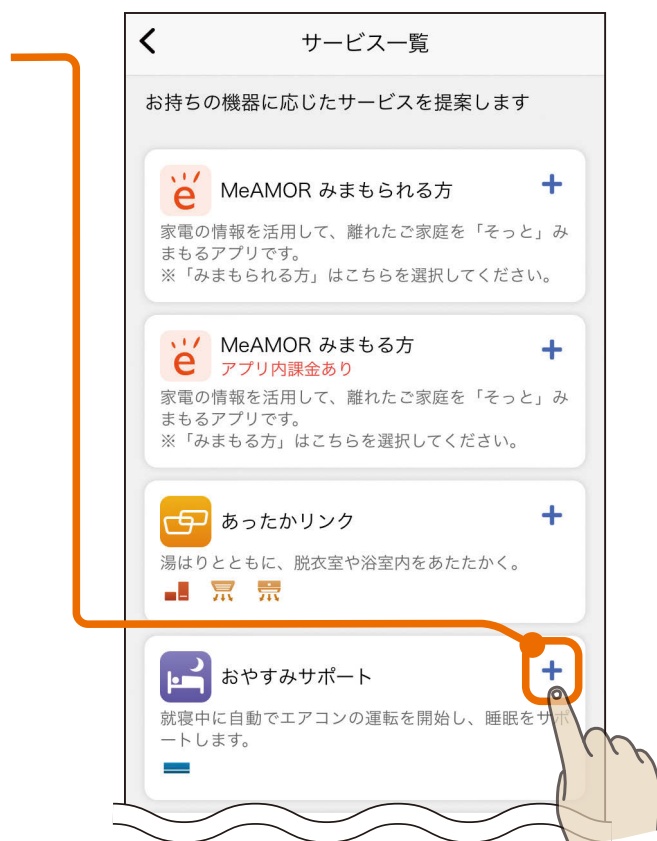 サービス一覧
お持ちの機器に応じたサービスを提案します
MeAMOR みまもられる方
家電の情報を活用して、離れたご家庭を「そっと」み
まもるアプリです。
※「みまもられる方」はこちらを選択してください。
MeAMOR みまもる方
アプリ内課金あり
家電の情報を活用して、離れたご家庭を「そっと」み
まもるアプリです。
※「みまもる方」はこちらを選択してください。
あったかリンク
湯はりとともに、脱衣室や浴室内をあたたかく。
おやすみサポート
就寝中に自動でエアコンの運転を開始し、睡眠をサポ
ートします。